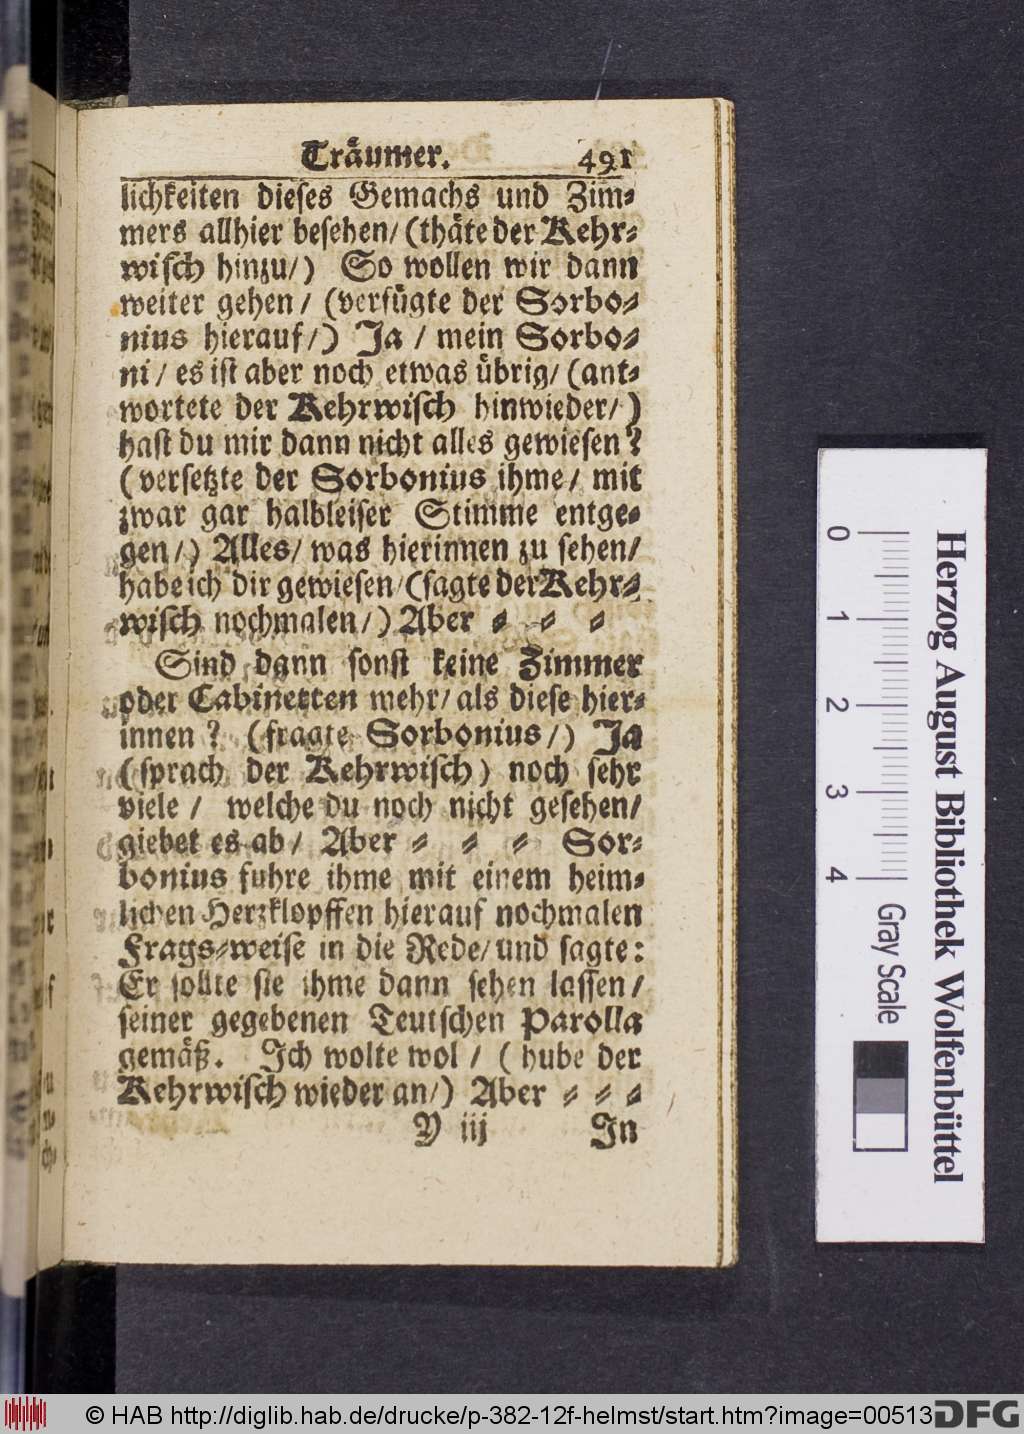 Träumer. 491
lichkeiten dieses Gemachs und Zim⸗
mers allhier besehen/ (thäte der Kehr⸗
wisch hinzu/) So wollen wir dann
weiter gehen/ (verfügte der Sorbo⸗
nius hierauf/) Ja / mein Sorbo⸗
ni/ es ist aber noch etwas übrig/ (ant⸗
wortete der Kehrwisch hinwieder/)
hast du mir dann nicht alles gewiesen?
(versetzte der Sorbonius ihme/ mit
zwar gar halbleiser Stimme entge⸗
gen/) Alles/ was hierinnen zu sehen/
habe ich dir gewiesen/ (sagte der Kehr⸗
wisch nochmalen/) Aber ⸗ ⸗ ⸗
Sind dann sonst keine Zimmer
oder Cabinetten mehr/ als diese hier⸗
innen? (fragte Sorbonius/) Ja
(sprach der Kehrwisch) noch sehr
viele / welche du noch nicht gesehen/
giebet es ab/ Aber ⸗ ⸗ ⸗ Sor⸗
bonius fuhre ihme mit einem heim⸗
lichen Herzklopffen hierauf nochmalen
Frags⸗weise in die Rede/ und sagte:
Er sollte sie ihme dann sehen lassen/
seiner gegebenen Teutschen Parolla
gemäß. Ich wolte wol / (hube der
Kehrwisch wieder an/) Aber ⸗ ⸗ ⸗
Y iij In
0 1 2 3 4
Gray Scale
Herzog August Bibliothek Wolfenbüttel
© HAB http://diglib.hab.de/drucke/p-382-12f-helmst/start.htm?image=00513
DFG